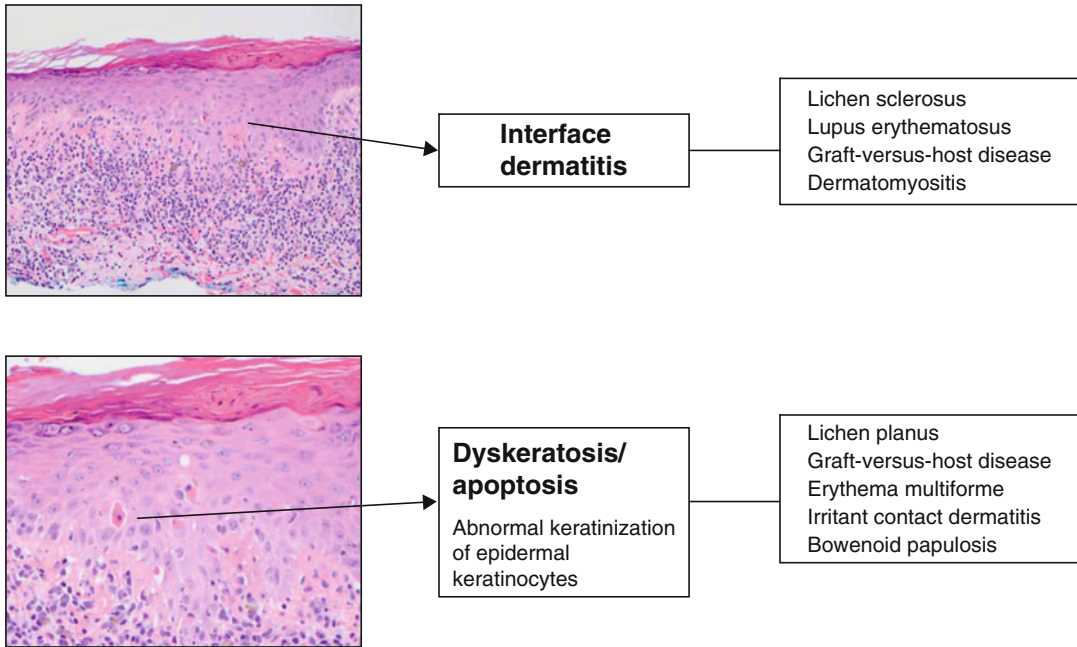 Interface
dermatitis
Lichen sclerosus
Lupus erythematosus
Graft-versus-host disease
Dermatomyositis
Dyskeratosis/
apoptosis
Abnormal keratinization
of epidermal
keratinocytes
Lichen planus
Graft-versus-host disease
Erythema multiforme
Irritant contact dermatitis
Bowenoid papulosis